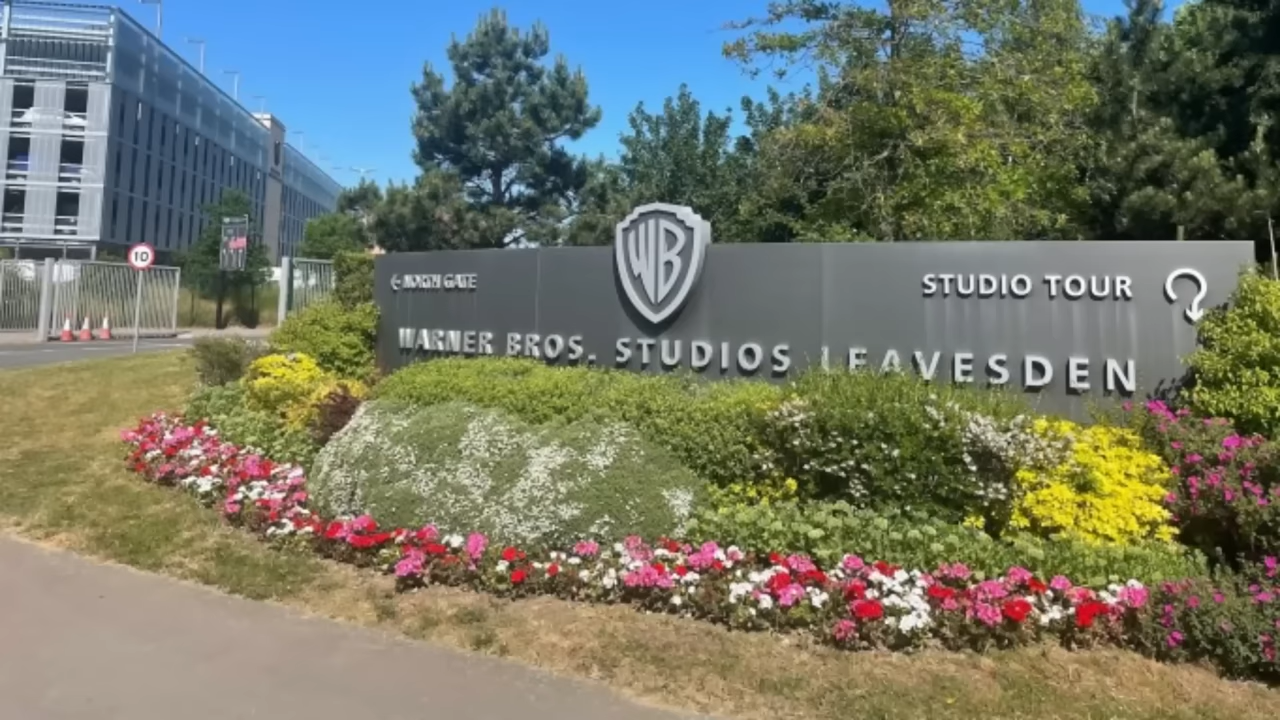 10
WB
NORTH GATE
STUDIO TOUR
WARNER BROS. STUDIOS LEAVESDEN